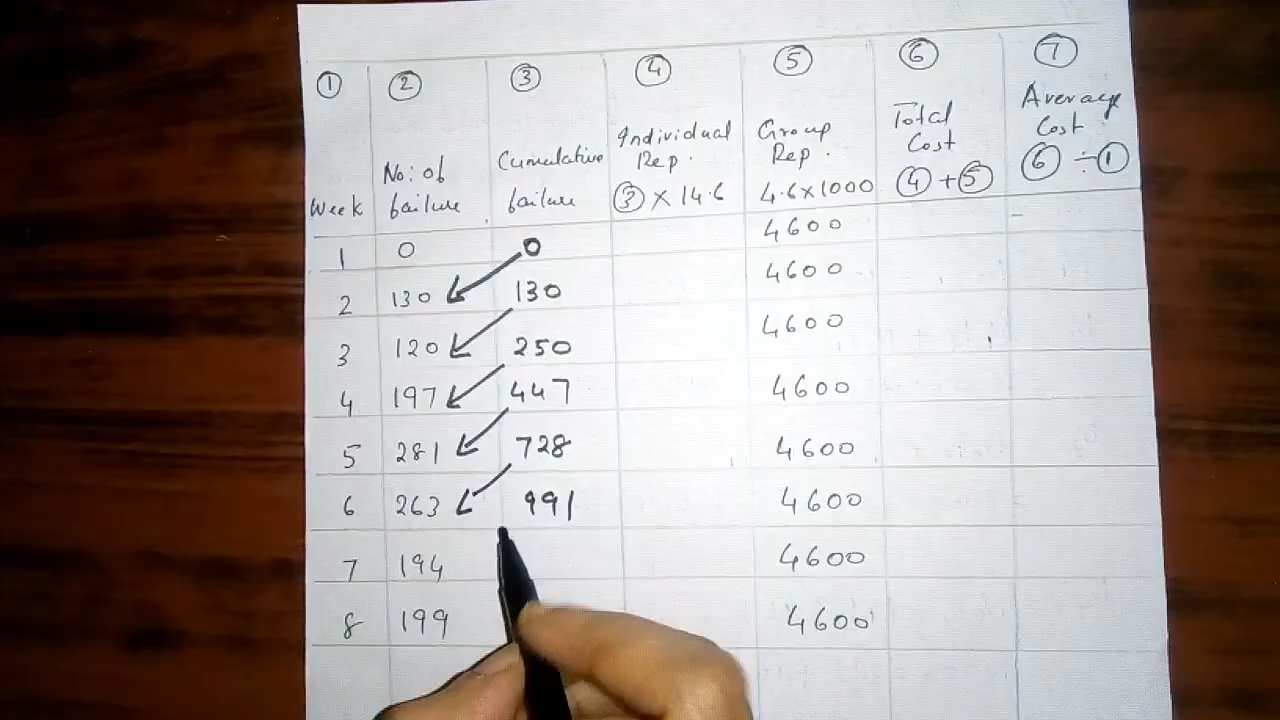 ① ② ③ ④ ⑤ ⑥ ⑦
Week
No: of
failure
Cumulative
failure
Individual
Rep.
③ × 14.6
Group
Rep.
4.6×1000
Total
Cost
④ + ⑤
Average
Cost
⑥ ÷ ①
1 0 0 4600
2 130 130 4600
3 120 250 4600
4 197 447 4600
5 281 728 4600
6 263 991 4600
7 194 4600
8 199 4600